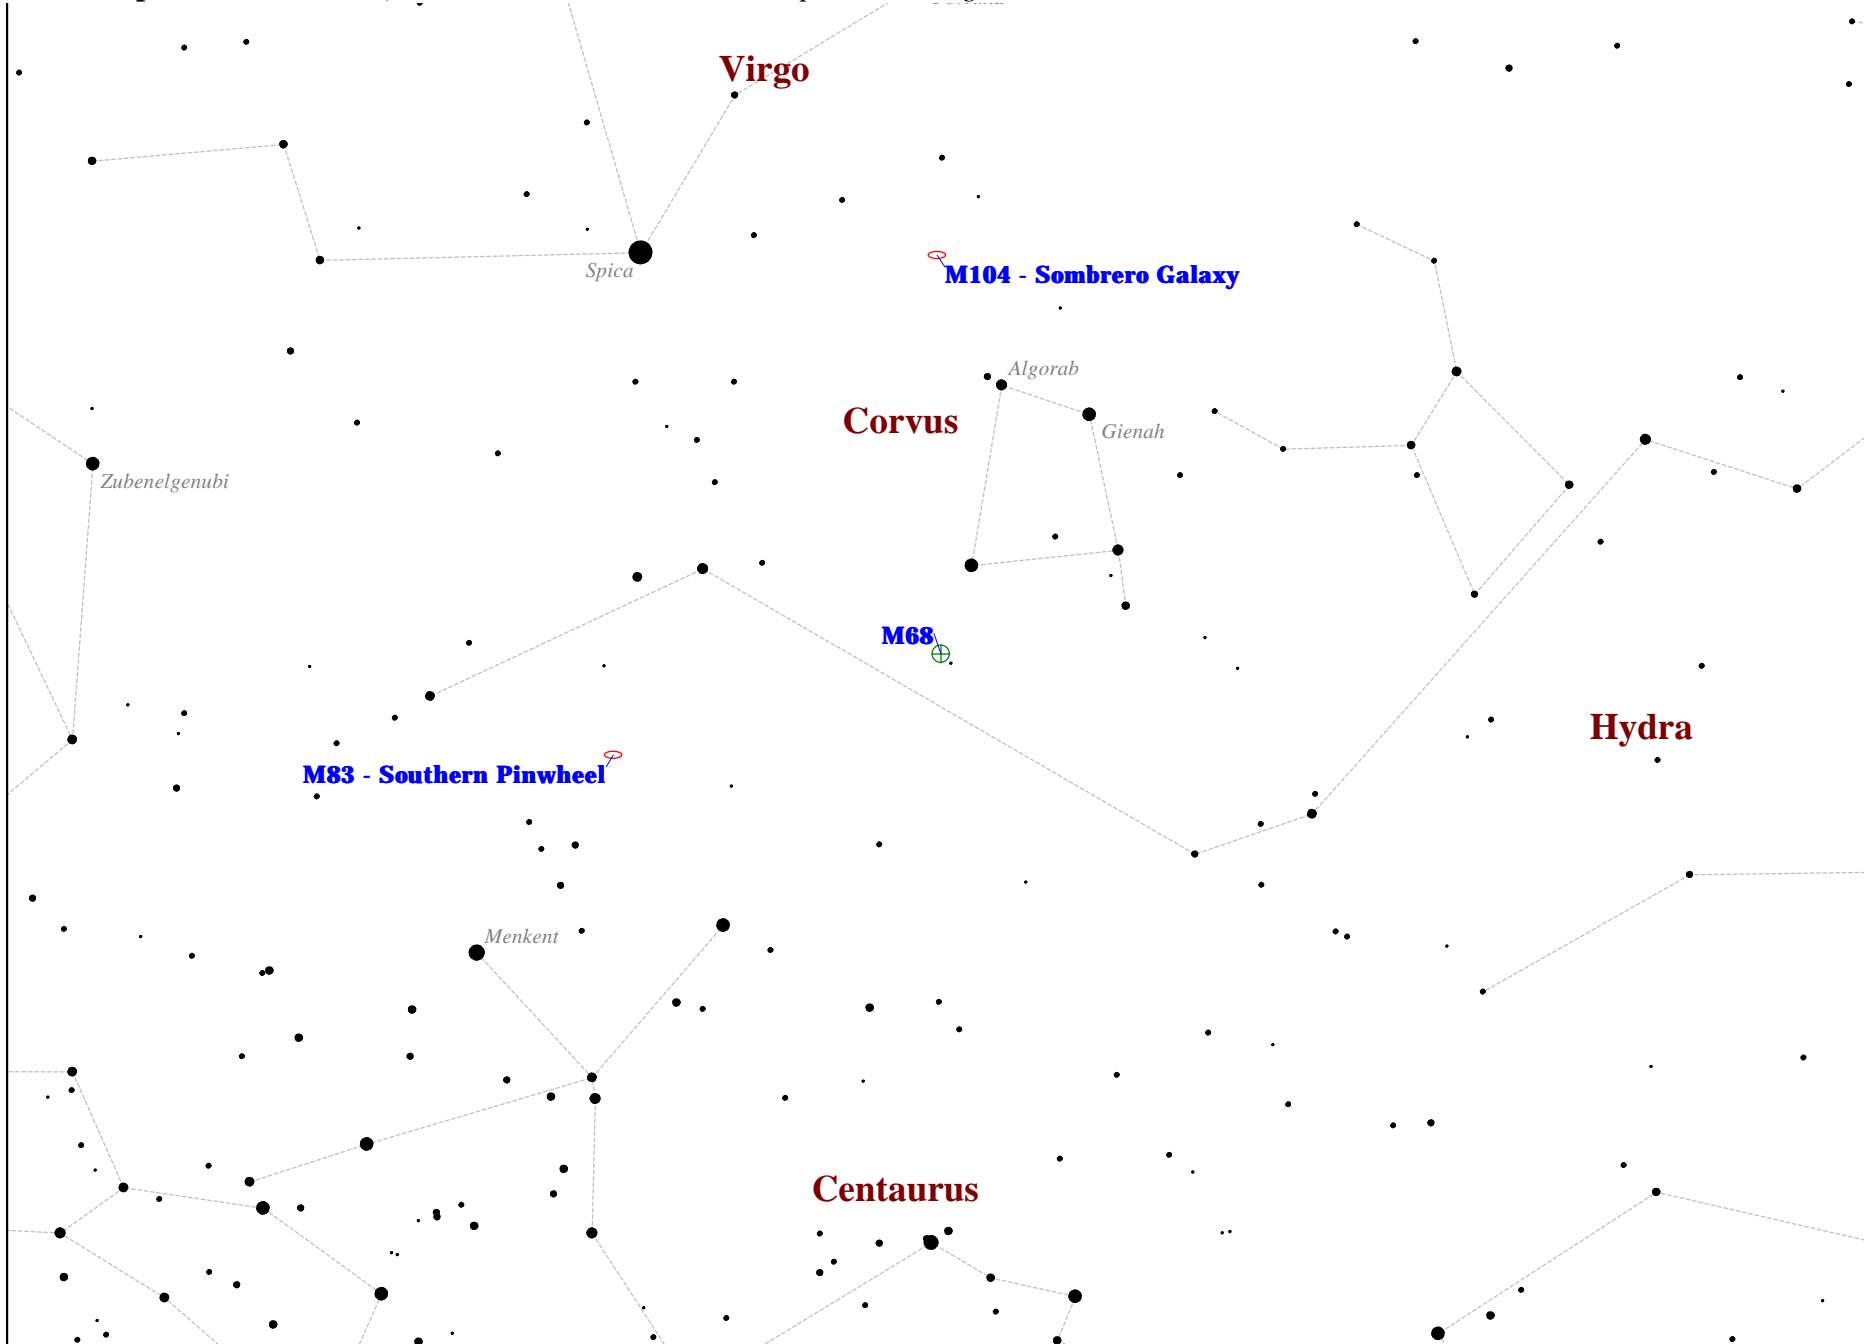 Virgo
Spica
M104 - Sombrero Galaxy
Algorab
Corvus
Gienah
Zubenelgenubi
M68
Hydra
M83 - Southern Pinwheel
Menkent
Centaurus